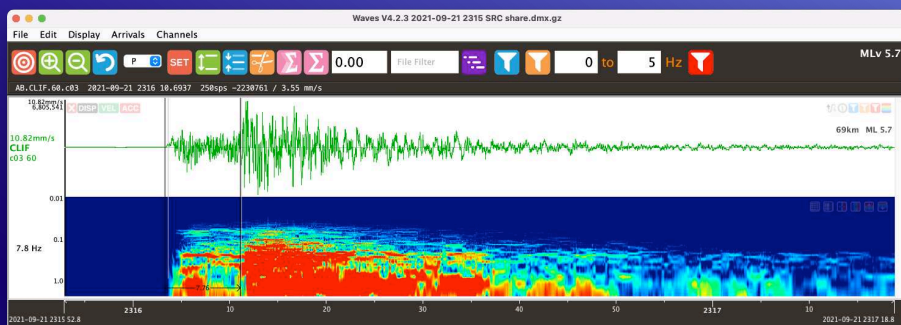 Waves V4.2.3 2021-09-21 2315 SRC share.dmx.gz
File Edit Display Arrivals Channels
P SET Σ Σ 0.00 File Filter 0 to 5 Hz MLv 5.7
AB.CLIF.60.c03 2021-09-21 2316 10.6937 250sps -2230761 / 3.55 mm/s
10.82mm/s
6,805,541
X DISP VEL ACC
T T T
69km ML 5.7
10.82mm/s
CLIF
c03 60
0.01
0.1
7.8 Hz
1.0
7.76
2316 10 20 30 40 50 2317 10
2021-09-21 2315 52.8 2021-09-21 2317 18.8